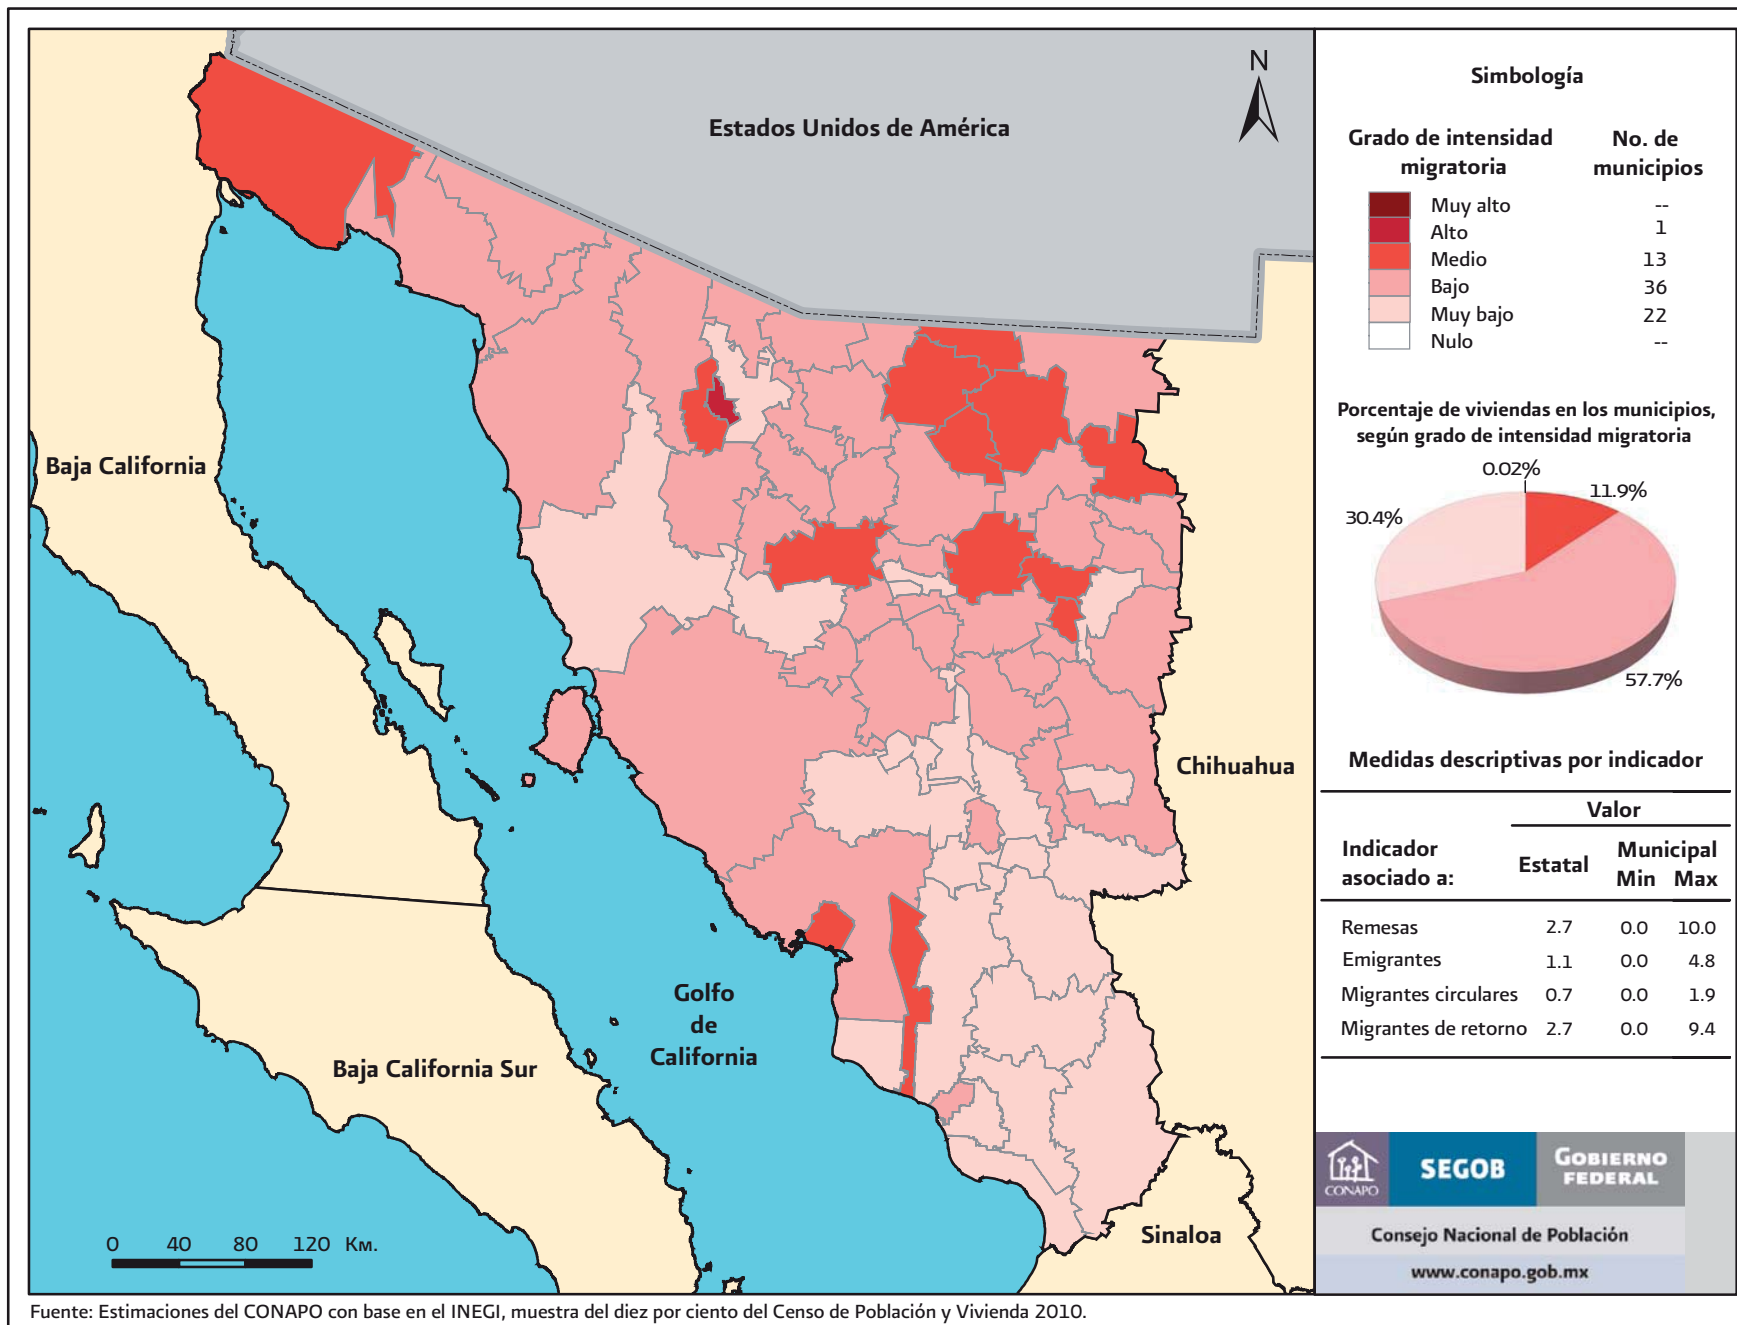 Estados Unidos de América
N
Baja California
Chihuahua
Golfo
de
California
Baja California Sur
Sinaloa
0 40 80 120 Км.
Simbología
Grado de intensidad
migratoria
No. de
municipios
Muy alto --
Alto 1
Medio 13
Bajo 36
Muy bajo 22
Nulo --
Porcentaje de viviendas en los municipios,
según grado de intensidad migratoria
0.02%
11.9%
30.4%
57.7%
Medidas descriptivas por indicador
Valor
Indicador
asociado a:
Estatal
Municipal
Min Max
Remesas 2.7 0.0 10.0
Emigrantes 1.1 0.0 4.8
Migrantes circulares 0.7 0.0 1.9
Migrantes de retorno 2.7 0.0 9.4
CONAPO
SEGOB
GOBIERNO
FEDERAL
Consejo Nacional de Población
www.conapo.gob.mx
Fuente: Estimaciones del CONAPO con base en el INEGI, muestra del diez por ciento del Censo de Población y Vivienda 2010.